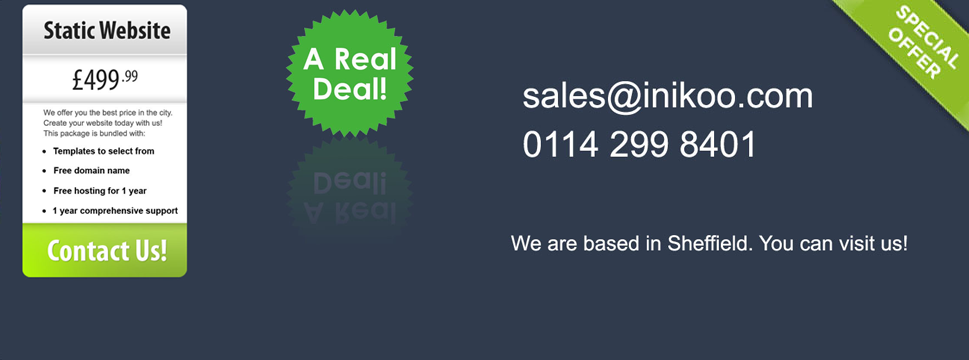 Static Website
£499.99
We offer you the best price in the city.
Create your website today with us!
This package is bundled with:
• Templates to select from
• Free domain name
• Free hosting for 1 year
• 1 year comprehensive support
Contact Us!
A Real
Deal!
sales@inikoo.com
0114 299 8401
We are based in Sheffield. You can visit us!
SPECIAL
OFFER